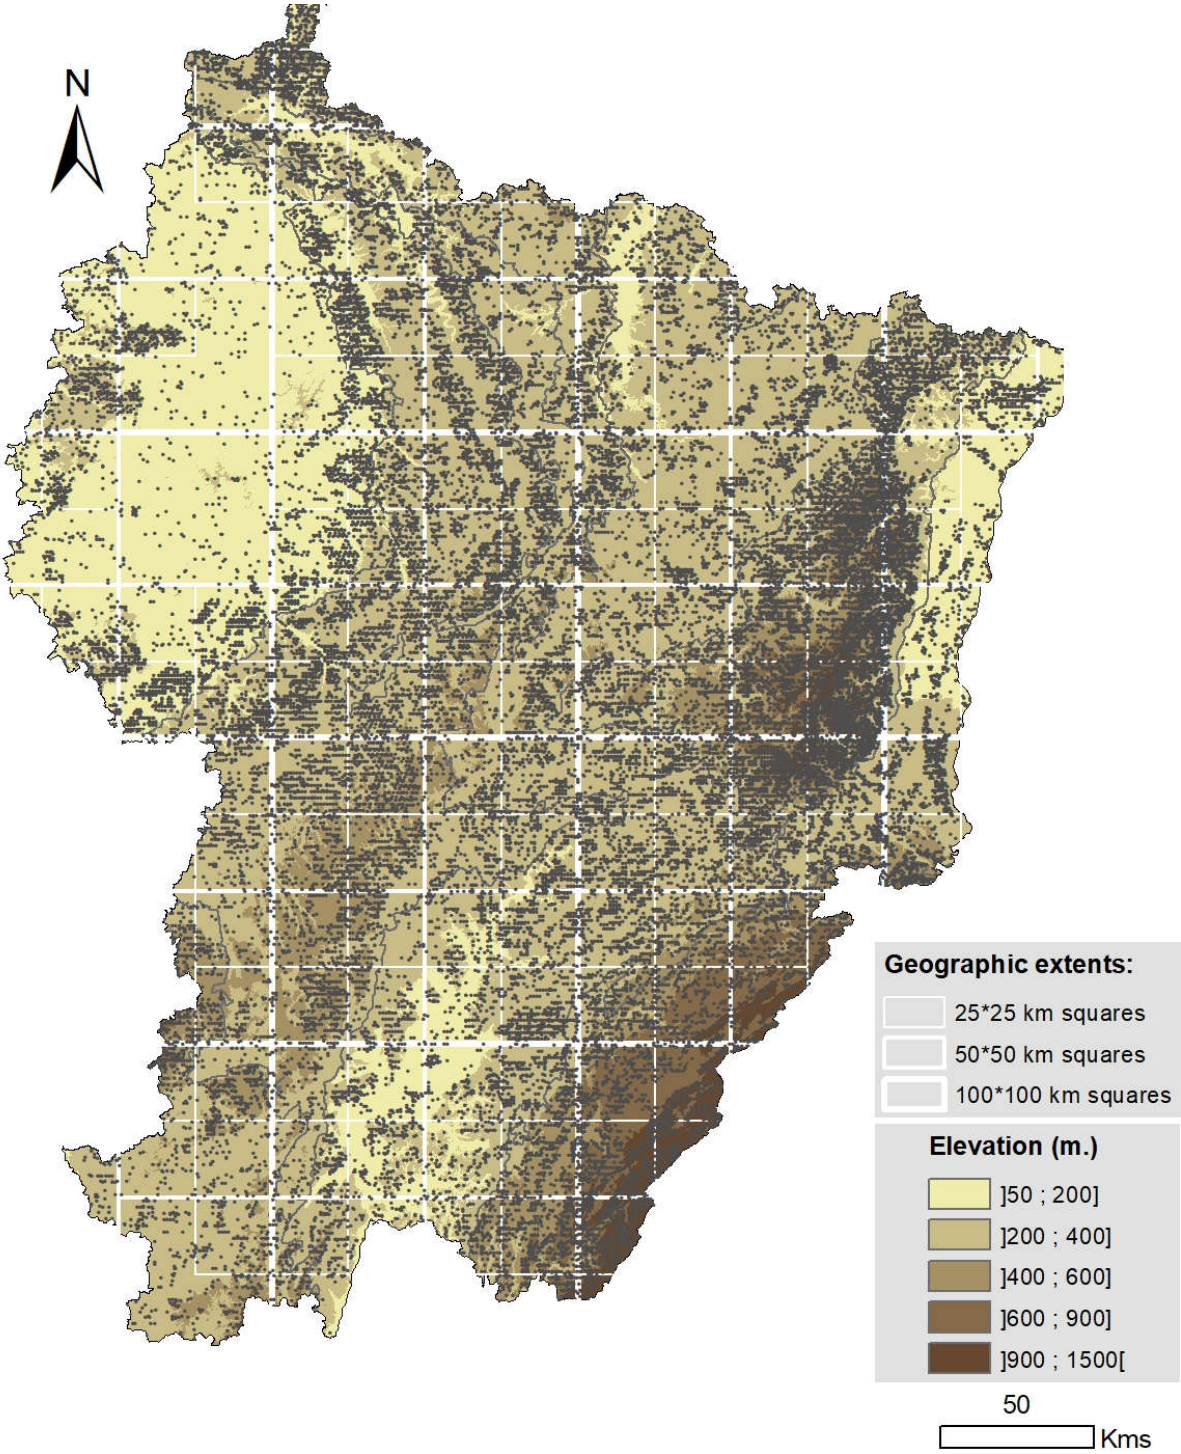 N
Geographic extents:
25*25 km squares
50*50 km squares
100*100 km squares
Elevation (m.)
]50 ; 200]
]200 ; 400]
]400 ; 600]
]600 ; 900]
]900 ; 1500[
50
Kms